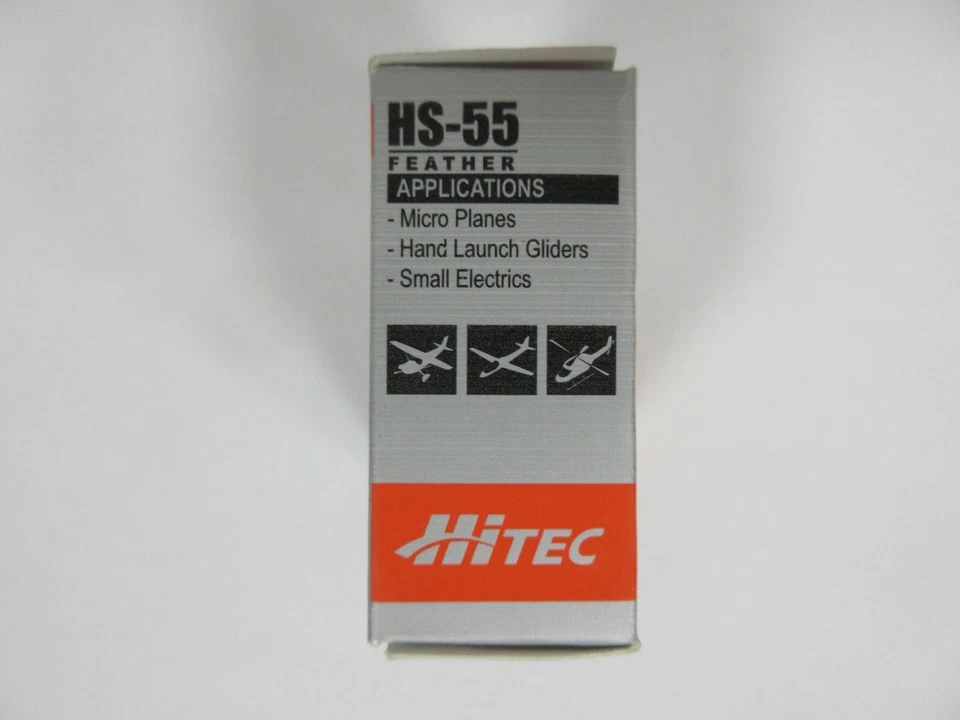 HS-55
FEATHER
APPLICATIONS
- Micro Planes
- Hand Launch Gliders
- Small Electrics
HiTEC